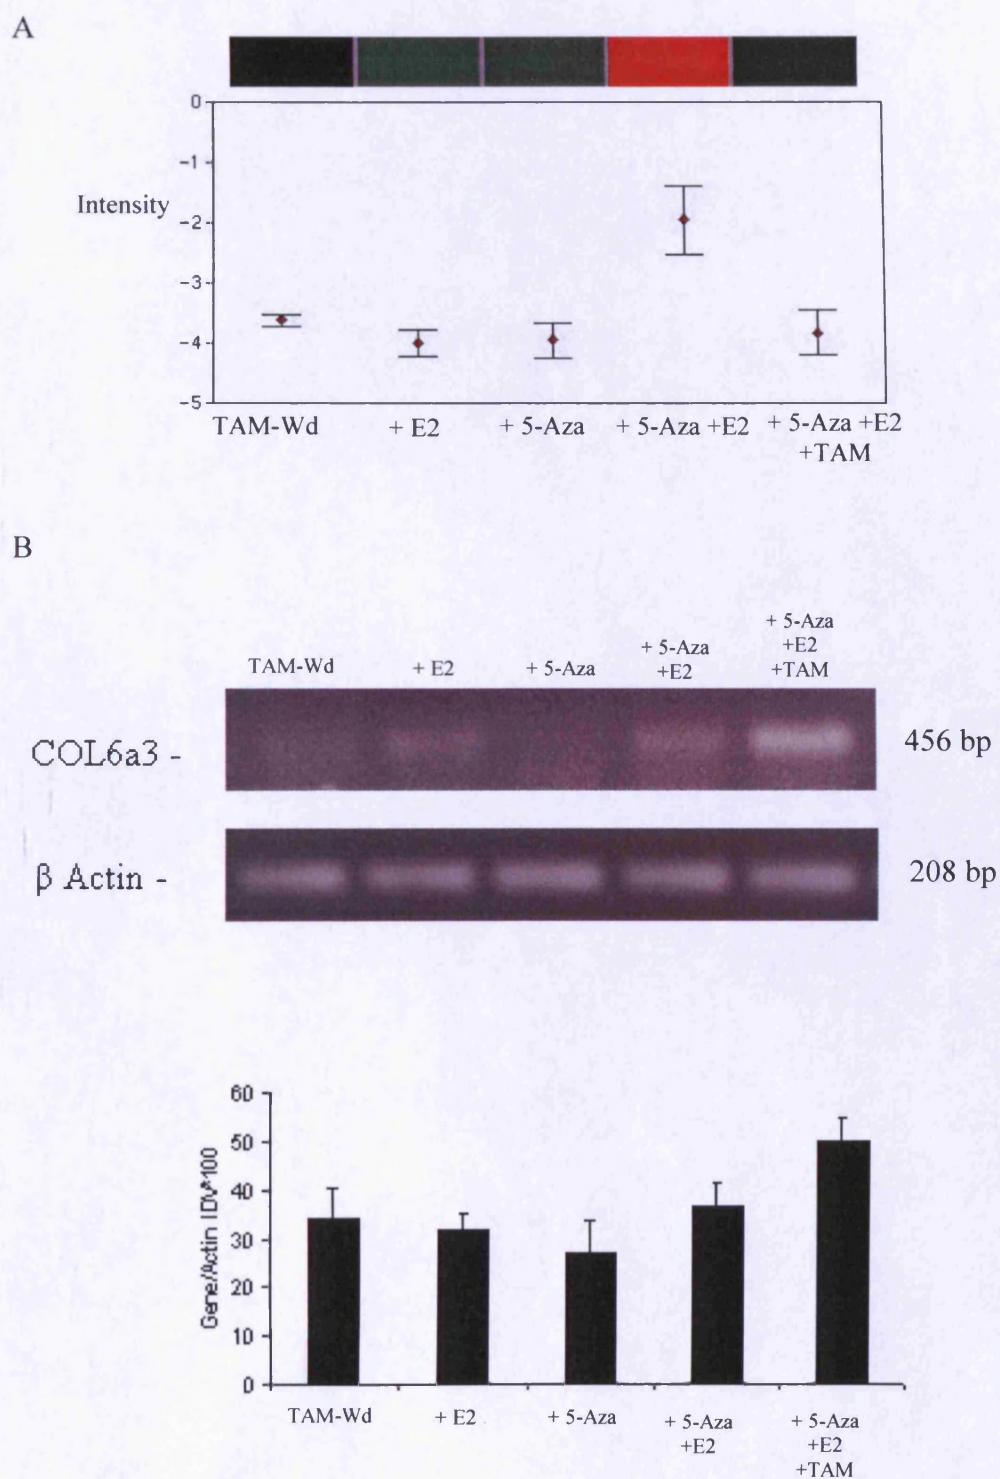 A
0
-1
Intensity
-2
-3
-4
-5
TAM-Wd + E2 + 5-Aza + 5-Aza +E2 + 5-Aza +E2
+TAM
B
+ 5-Aza
+ 5-Aza +E2
TAM-Wd + E2 + 5-Aza +E2 +TAM
COL6a3 - 456 bp
β Actin - 208 bp
60
50
40
30
20
10
0
Gene/Actin IDV*100
TAM-Wd + E2 + 5-Aza + 5-Aza + 5-Aza
+E2 +E2
+TAM